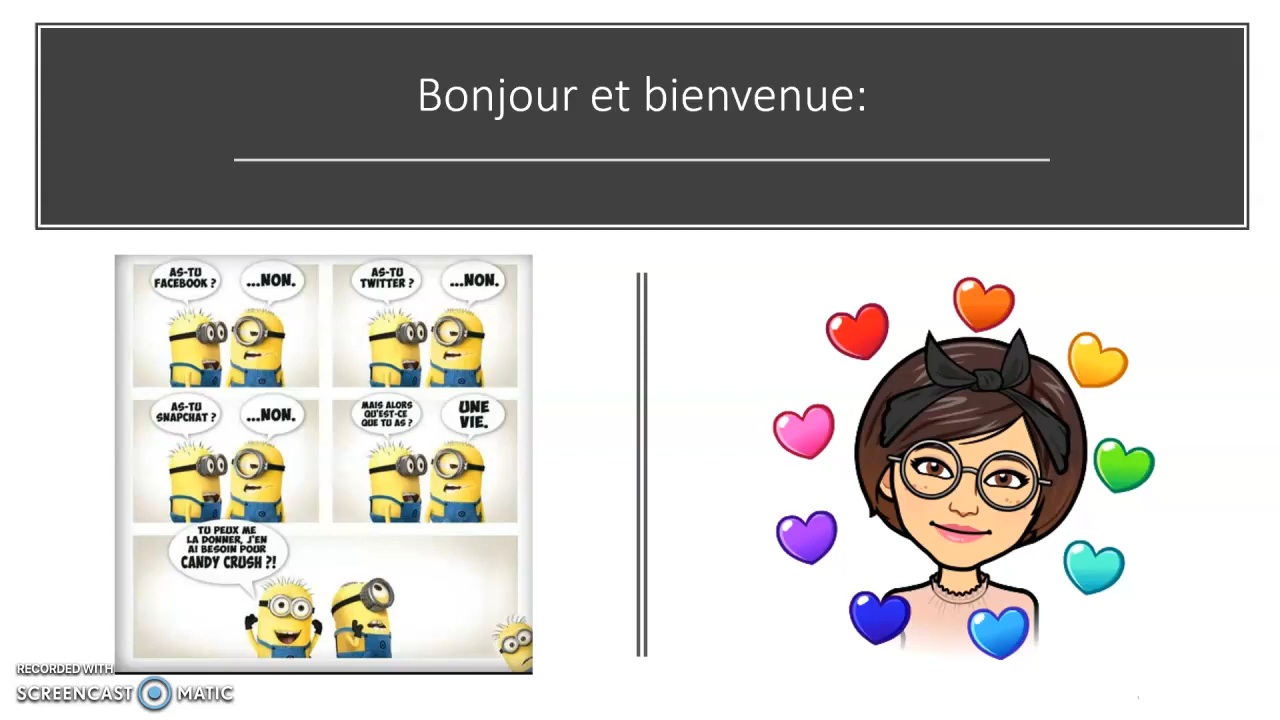 Bonjour et bienvenue:
AS-TU
FACEBOOK ?
...NON.
AS-TU
TWITTER ?
...NON.
AS-TU
SNAPCHAT ?
...NON.
MAIS ALORS
QU'EST-CE
QUE TU AS ?
UNE
VIE.
TU PEUX ME
LA DONNER, J'EN
AI BESOIN POUR
CANDY CRUSH ?!
RECORDED WITH
SCREENCAST MATIC